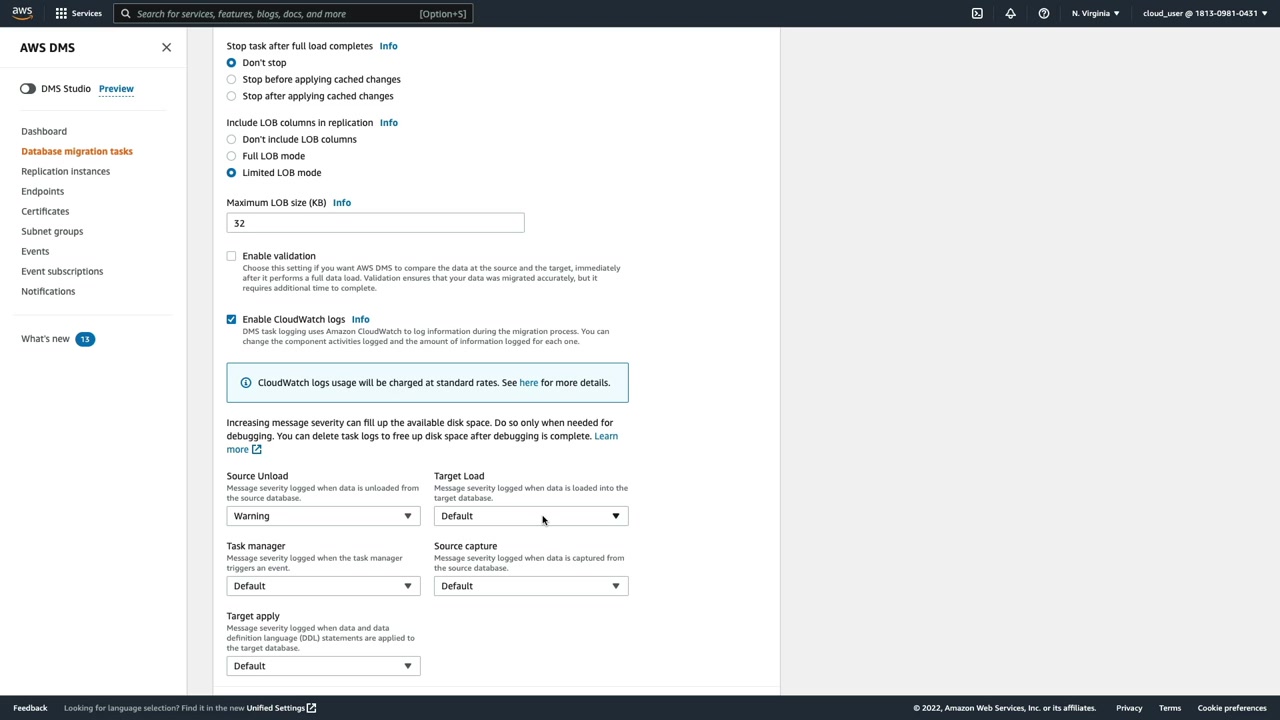 aws
Services
Search for services, features, blogs, docs, and more
[Option+S]
N. Virginia
cloud_user @ 1813-0981-0431
AWS DMS
DMS Studio Preview
Dashboard
Database migration tasks
Replication instances
Endpoints
Certificates
Subnet groups
Events
Event subscriptions
Notifications
What's new 13
Stop task after full load completes Info
Don't stop
Stop before applying cached changes
Stop after applying cached changes
Include LOB columns in replication Info
Don't include LOB columns
Full LOB mode
Limited LOB mode
Maximum LOB size (KB) Info
32
Enable validation
Choose this setting if you want AWS DMS to compare the data at the source and the target, immediately
after it performs a full data load. Validation ensures that your data was migrated accurately, but it
requires additional time to complete.
Enable CloudWatch logs Info
DMS task logging uses Amazon CloudWatch to log information during the migration process. You can
change the component activities logged and the amount of information logged for each one.
CloudWatch logs usage will be charged at standard rates. See here for more details.
Increasing message severity can fill up the available disk space. Do so only when needed for
debugging. You can delete task logs to free up disk space after debugging is complete. Learn
more
Source Unload
Message severity logged when data is unloaded from
the source database.
Warning
Target Load
Message severity logged when data is loaded into the
target database.
Default
Task manager
Message severity logged when the task manager
triggers an event.
Default
Source capture
Message severity logged when data is captured from
the source database.
Default
Target apply
Message severity logged when data and data
definition language (DDL) statements are applied to
the target database.
Default
Feedback
Looking for language selection? Find it in the new Unified Settings
© 2022, Amazon Web Services, Inc. or its affiliates.
Privacy
Terms
Cookie preferences